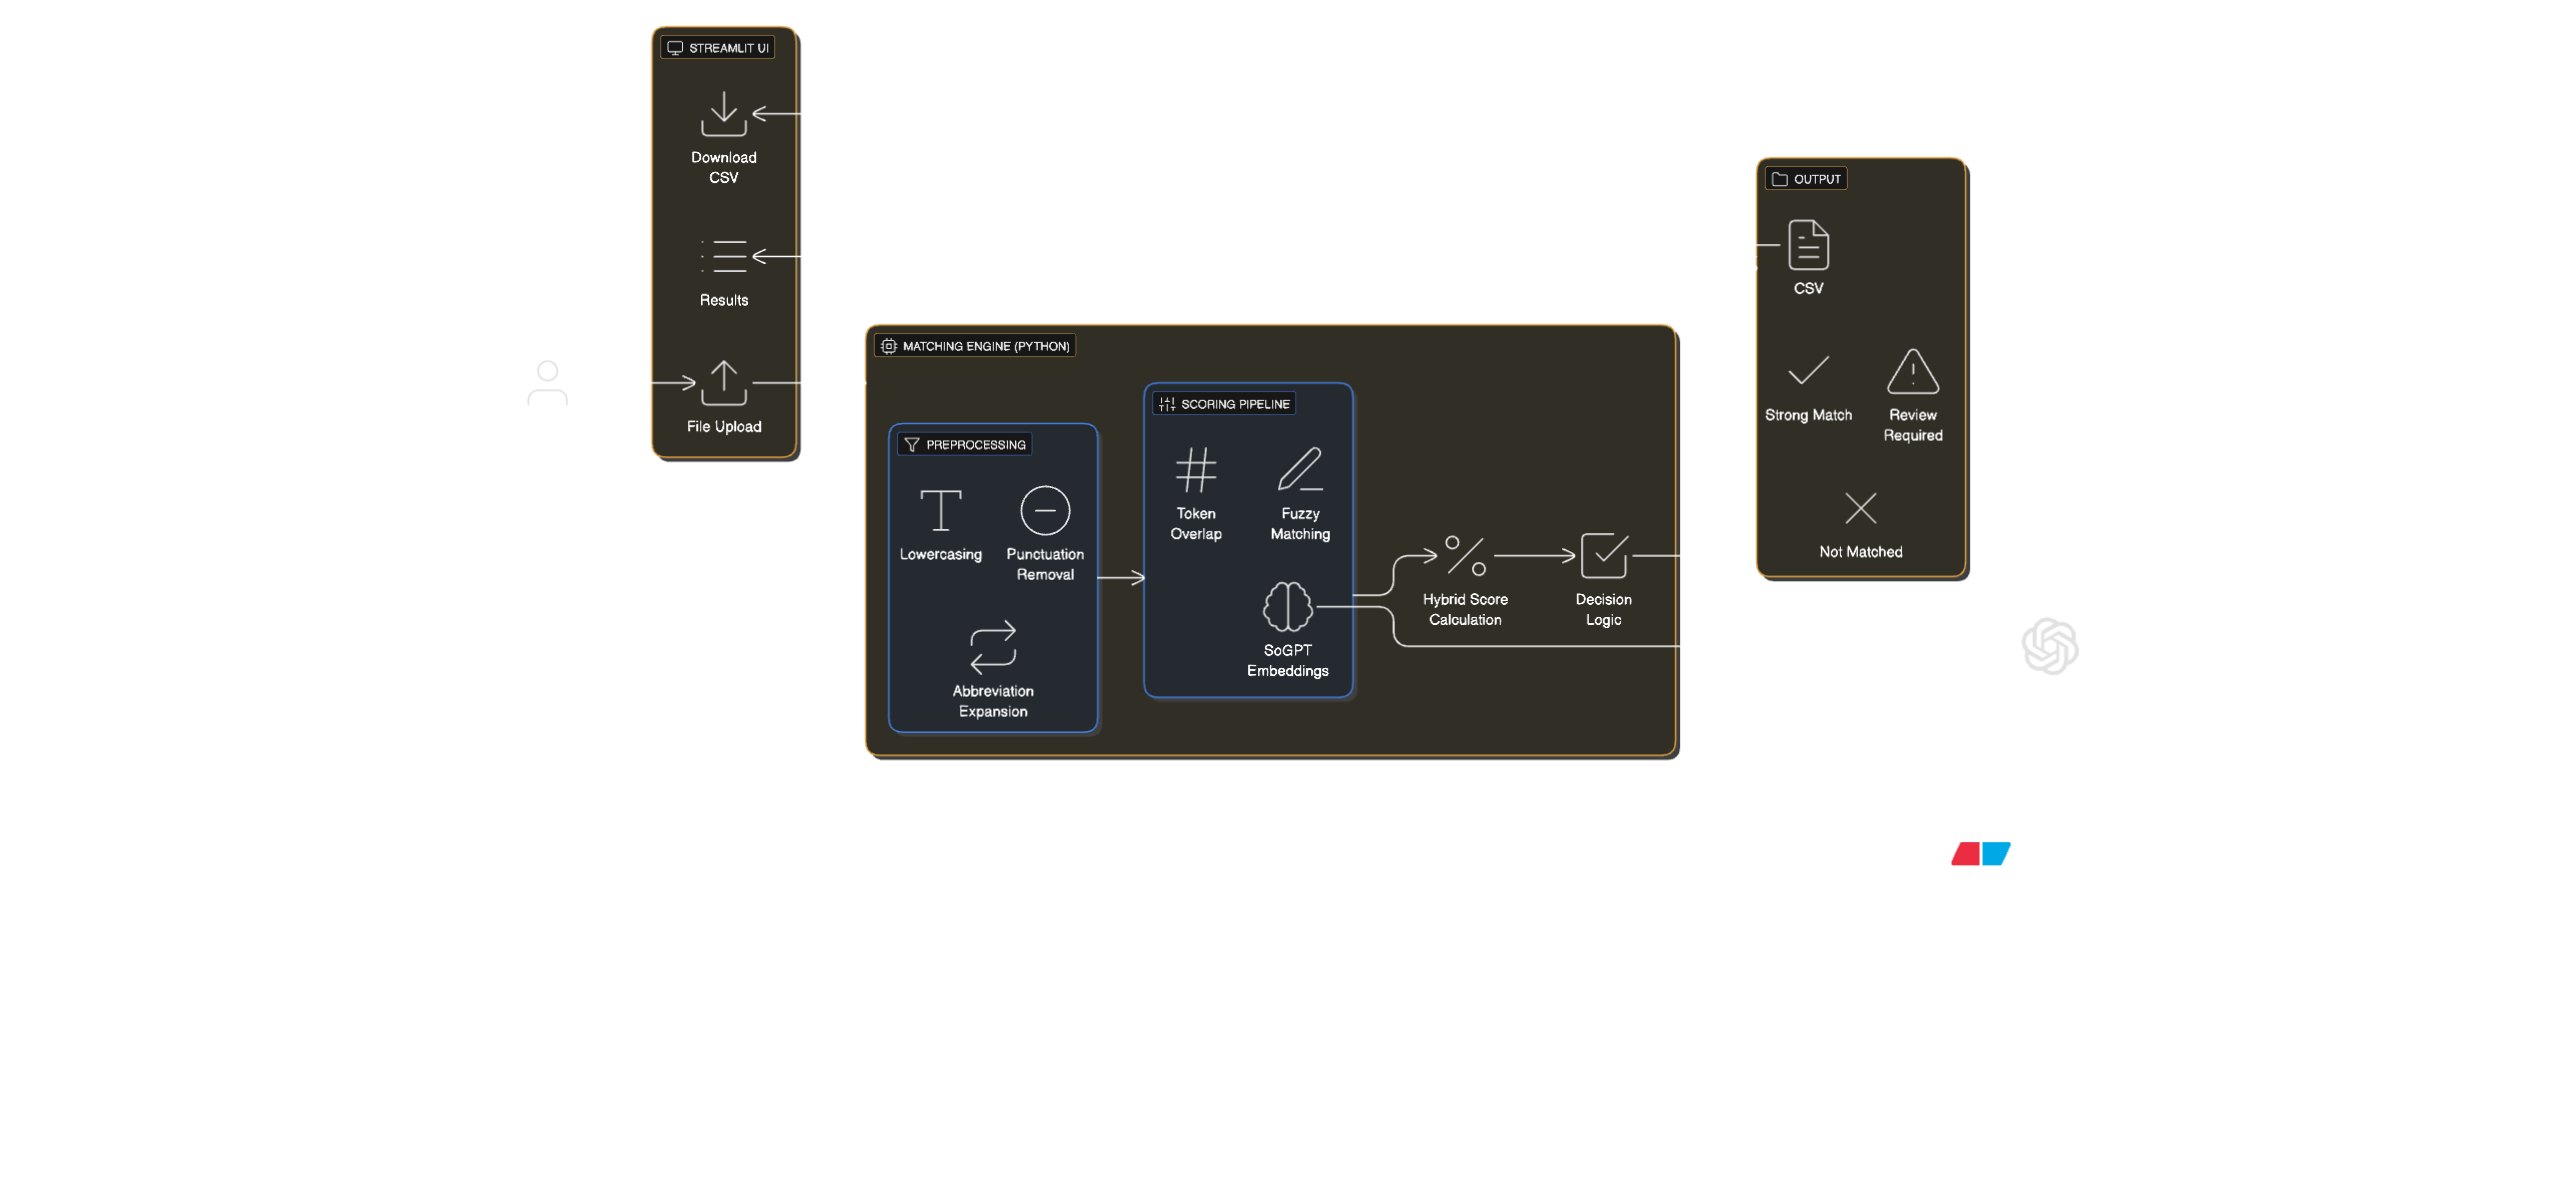 STREAMLIT UI
Download
CSV
Results
File Upload
MATCHING ENGINE (PYTHON)
PREPROCESSING
Lowercasing
Punctuation
Removal
Abbreviation
Expansion
SCORING PIPELINE
Token
Overlap
Fuzzy
Matching
SoGPT
Embeddings
Hybrid Score
Calculation
Decision
Logic
OUTPUT
CSV
Strong Match
Review
Required
Not Matched